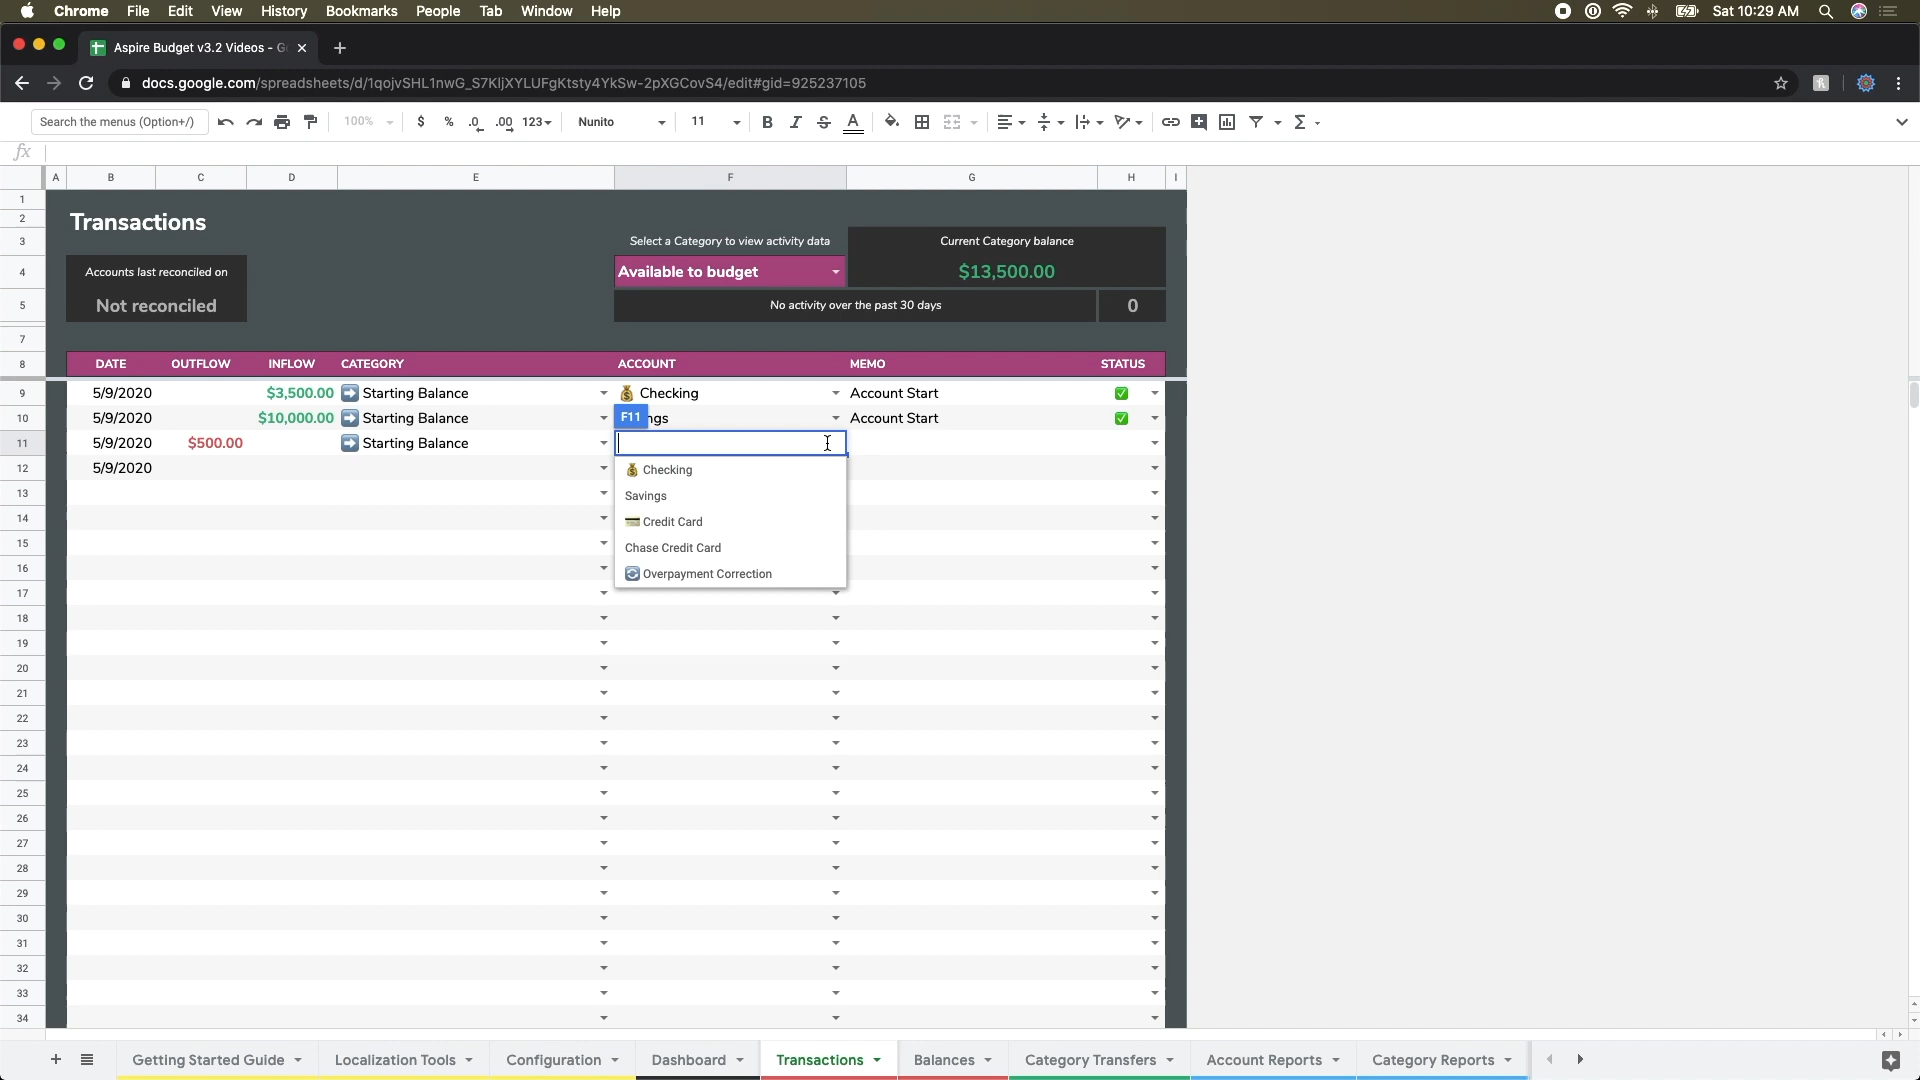 Chrome File Edit View History Bookmarks People Tab Window Help Sat 10:29 AM
Aspire Budget v3.2 Videos - Go
docs.google.com/spreadsheets/d/1qojvSHL1nwG_S7KljXYLUFgKtsty4YkSw-2pXGCovS4/edit#gid=925237105
Search the menus (Option+/) 100% $ % .0 .00 123 Nunito 11 B I S A Σ
fx
A B C D E F G H I
1
2 Transactions
3 Select a Category to view activity data Current Category balance
4 Accounts last reconciled on Available to budget $13,500.00
5 Not reconciled No activity over the past 30 days 0
7
8 DATE OUTFLOW INFLOW CATEGORY ACCOUNT MEMO STATUS
9 5/9/2020 $3,500.00 ➡️ Starting Balance 💰 Checking Account Start ✅
10 5/9/2020 $10,000.00 ➡️ Starting Balance F11 ngs Account Start ✅
11 5/9/2020 $500.00 ➡️ Starting Balance
12 5/9/2020 💰 Checking
13 Savings
14 💳 Credit Card
15 Chase Credit Card
16 🔄 Overpayment Correction
17
18
19
20
21
22
23
24
25
26
27
28
29
30
31
32
33
34
+ Getting Started Guide Localization Tools Configuration Dashboard Transactions Balances Category Transfers Account Reports Category Reports